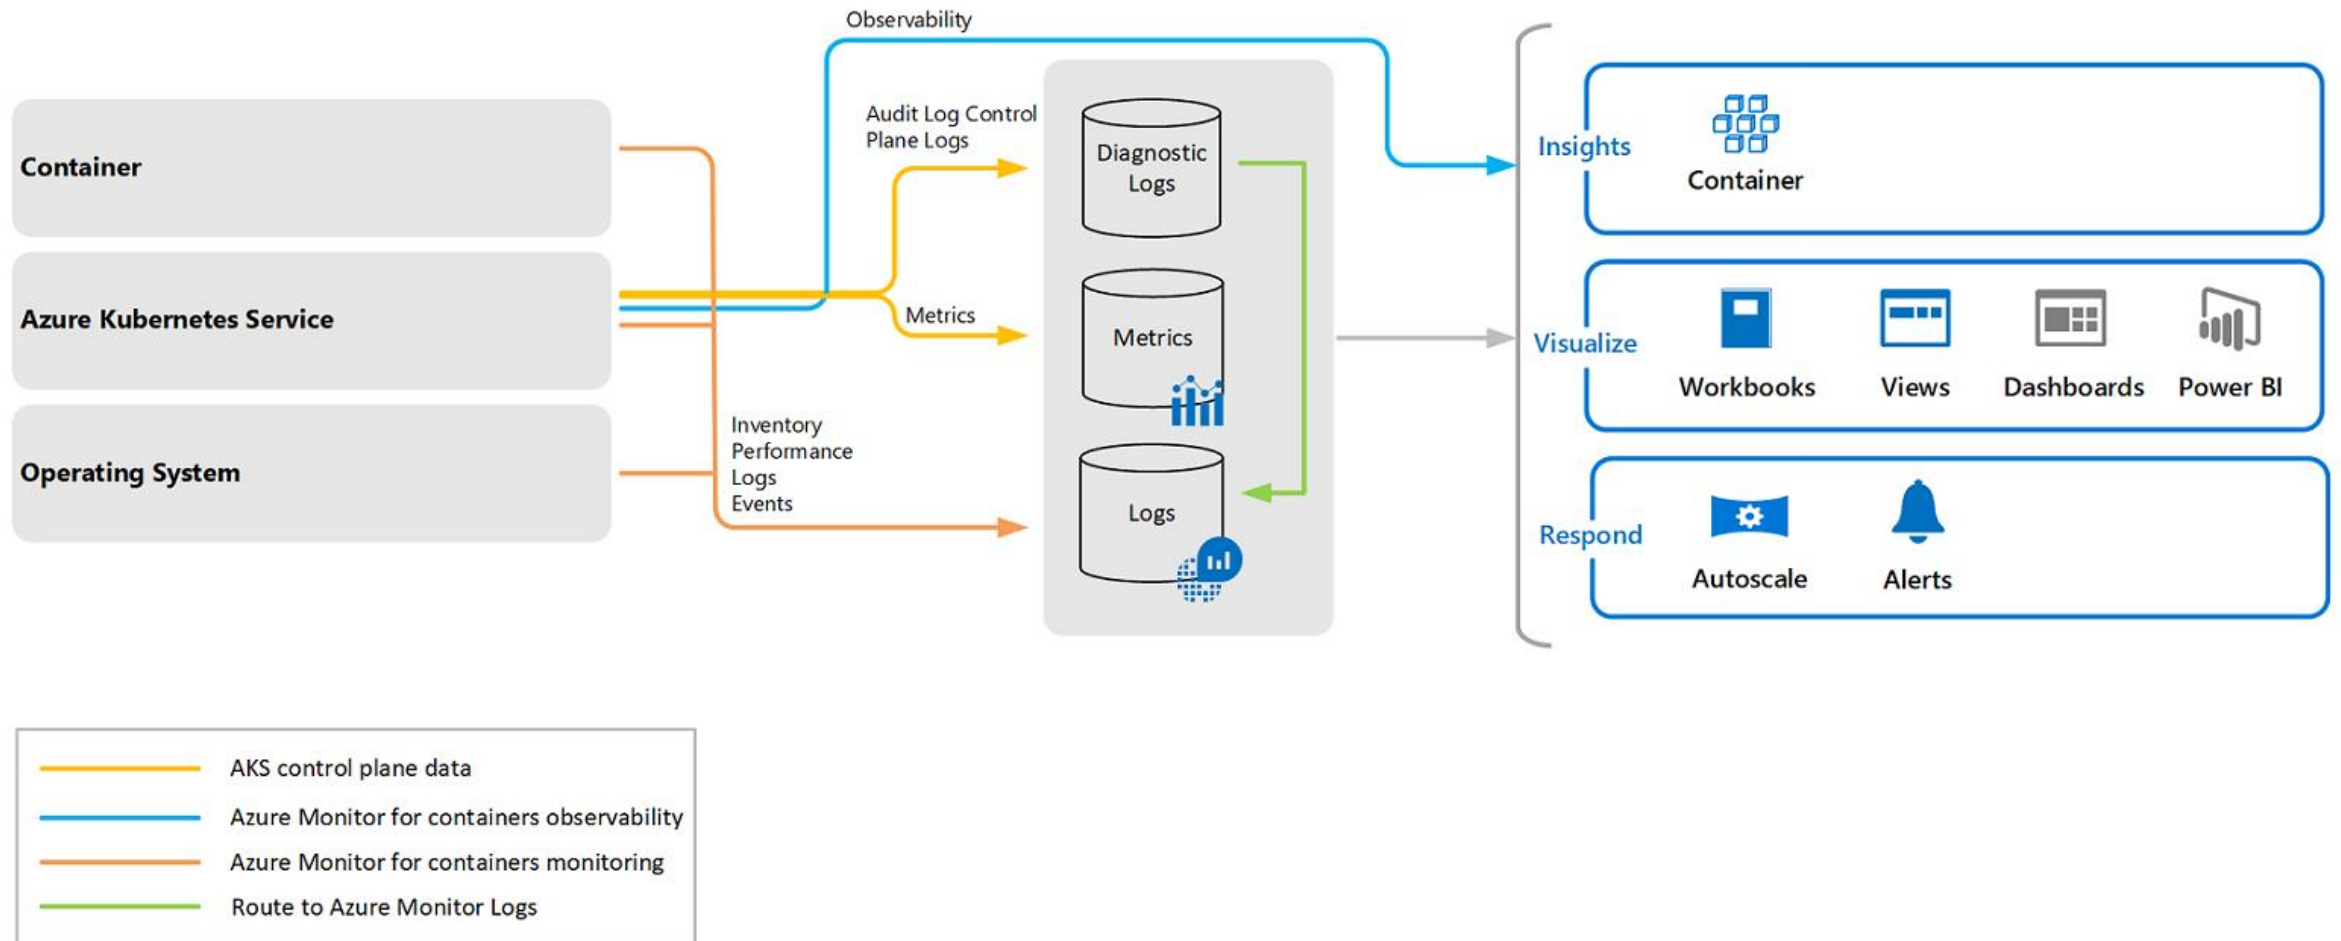 Observability
Container
Azure Kubernetes Service
Operating System
Audit Log Control
Plane Logs
Metrics
Inventory
Performance
Logs
Events
Diagnostic
Logs
Metrics
Logs
Insights
Container
Visualize
Workbooks
Views
Dashboards
Power BI
Respond
Autoscale
Alerts
AKS control plane data
Azure Monitor for containers observability
Azure Monitor for containers monitoring
Route to Azure Monitor Logs